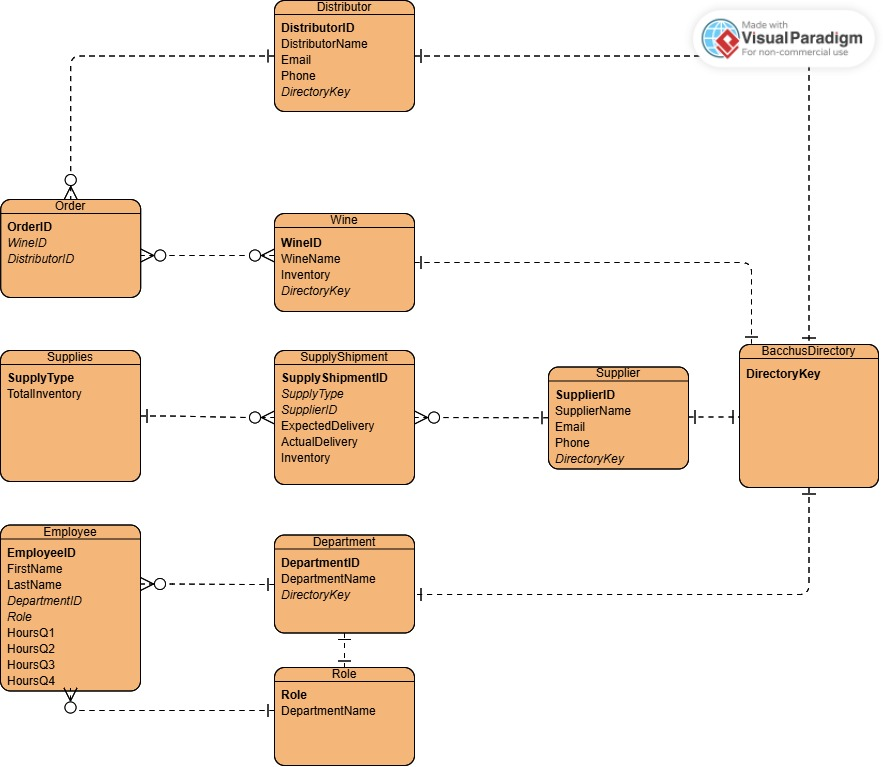 Distributor
DistributorID
DistributorName
Email
Phone
DirectoryKey
Made with
Visual Paradigm
For non-commercial use
Order
OrderID
WineID
DistributorID
Wine
WineID
WineName
Inventory
DirectoryKey
Supplies
SupplyType
TotalInventory
SupplyShipment
SupplyShipmentID
SupplyType
SupplierID
ExpectedDelivery
ActualDelivery
Inventory
Supplier
SupplierID
SupplierName
Email
Phone
DirectoryKey
BacchusDirectory
DirectoryKey
Employee
EmployeeID
FirstName
LastName
DepartmentID
Role
HoursQ1
HoursQ2
HoursQ3
HoursQ4
Department
DepartmentID
DepartmentName
DirectoryKey
Role
Role
DepartmentName